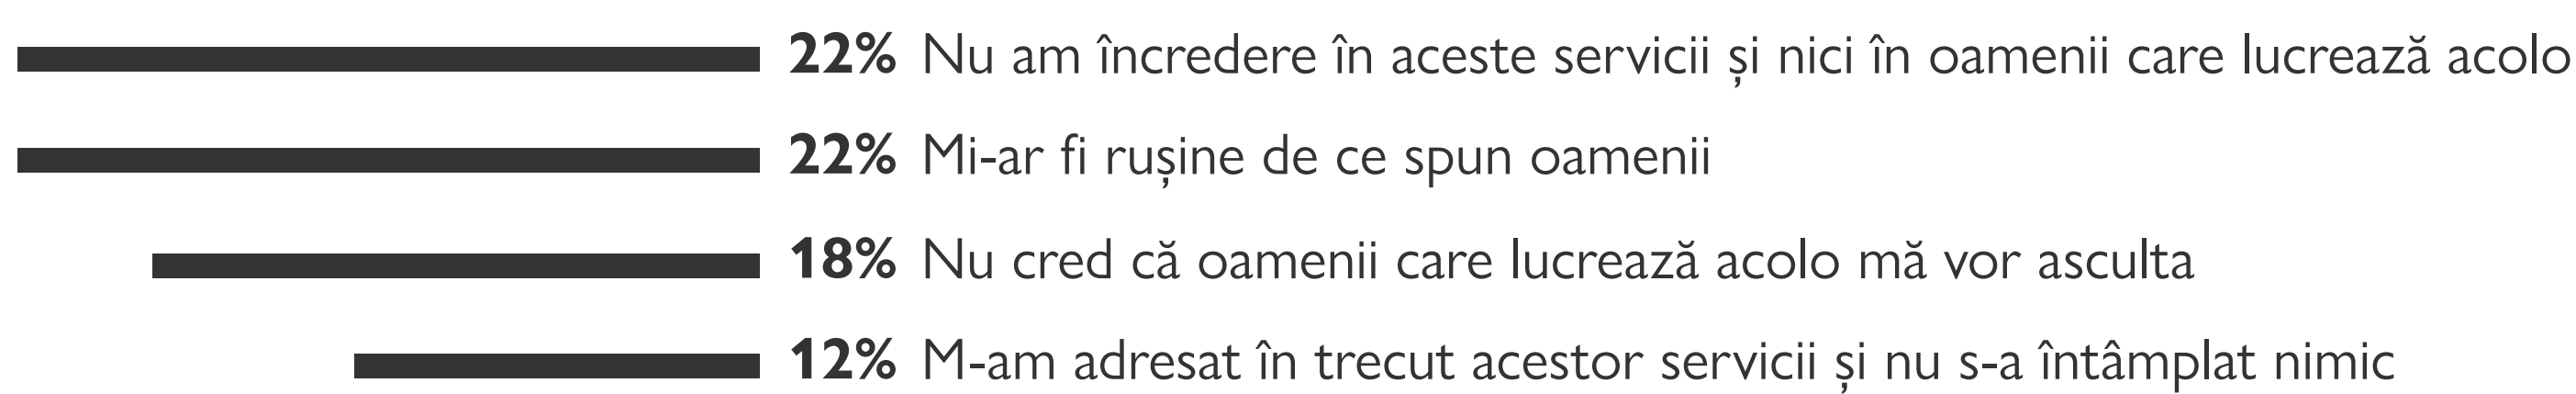 22% Nu am încredere în aceste servicii și nici în oamenii care lucrează acolo
22% Mi-ar fi rușine de ce spun oamenii
18% Nu cred că oamenii care lucrează acolo mă vor asculta
12% M-am adresat în trecut acestor servicii și nu s-a întâmplat nimic